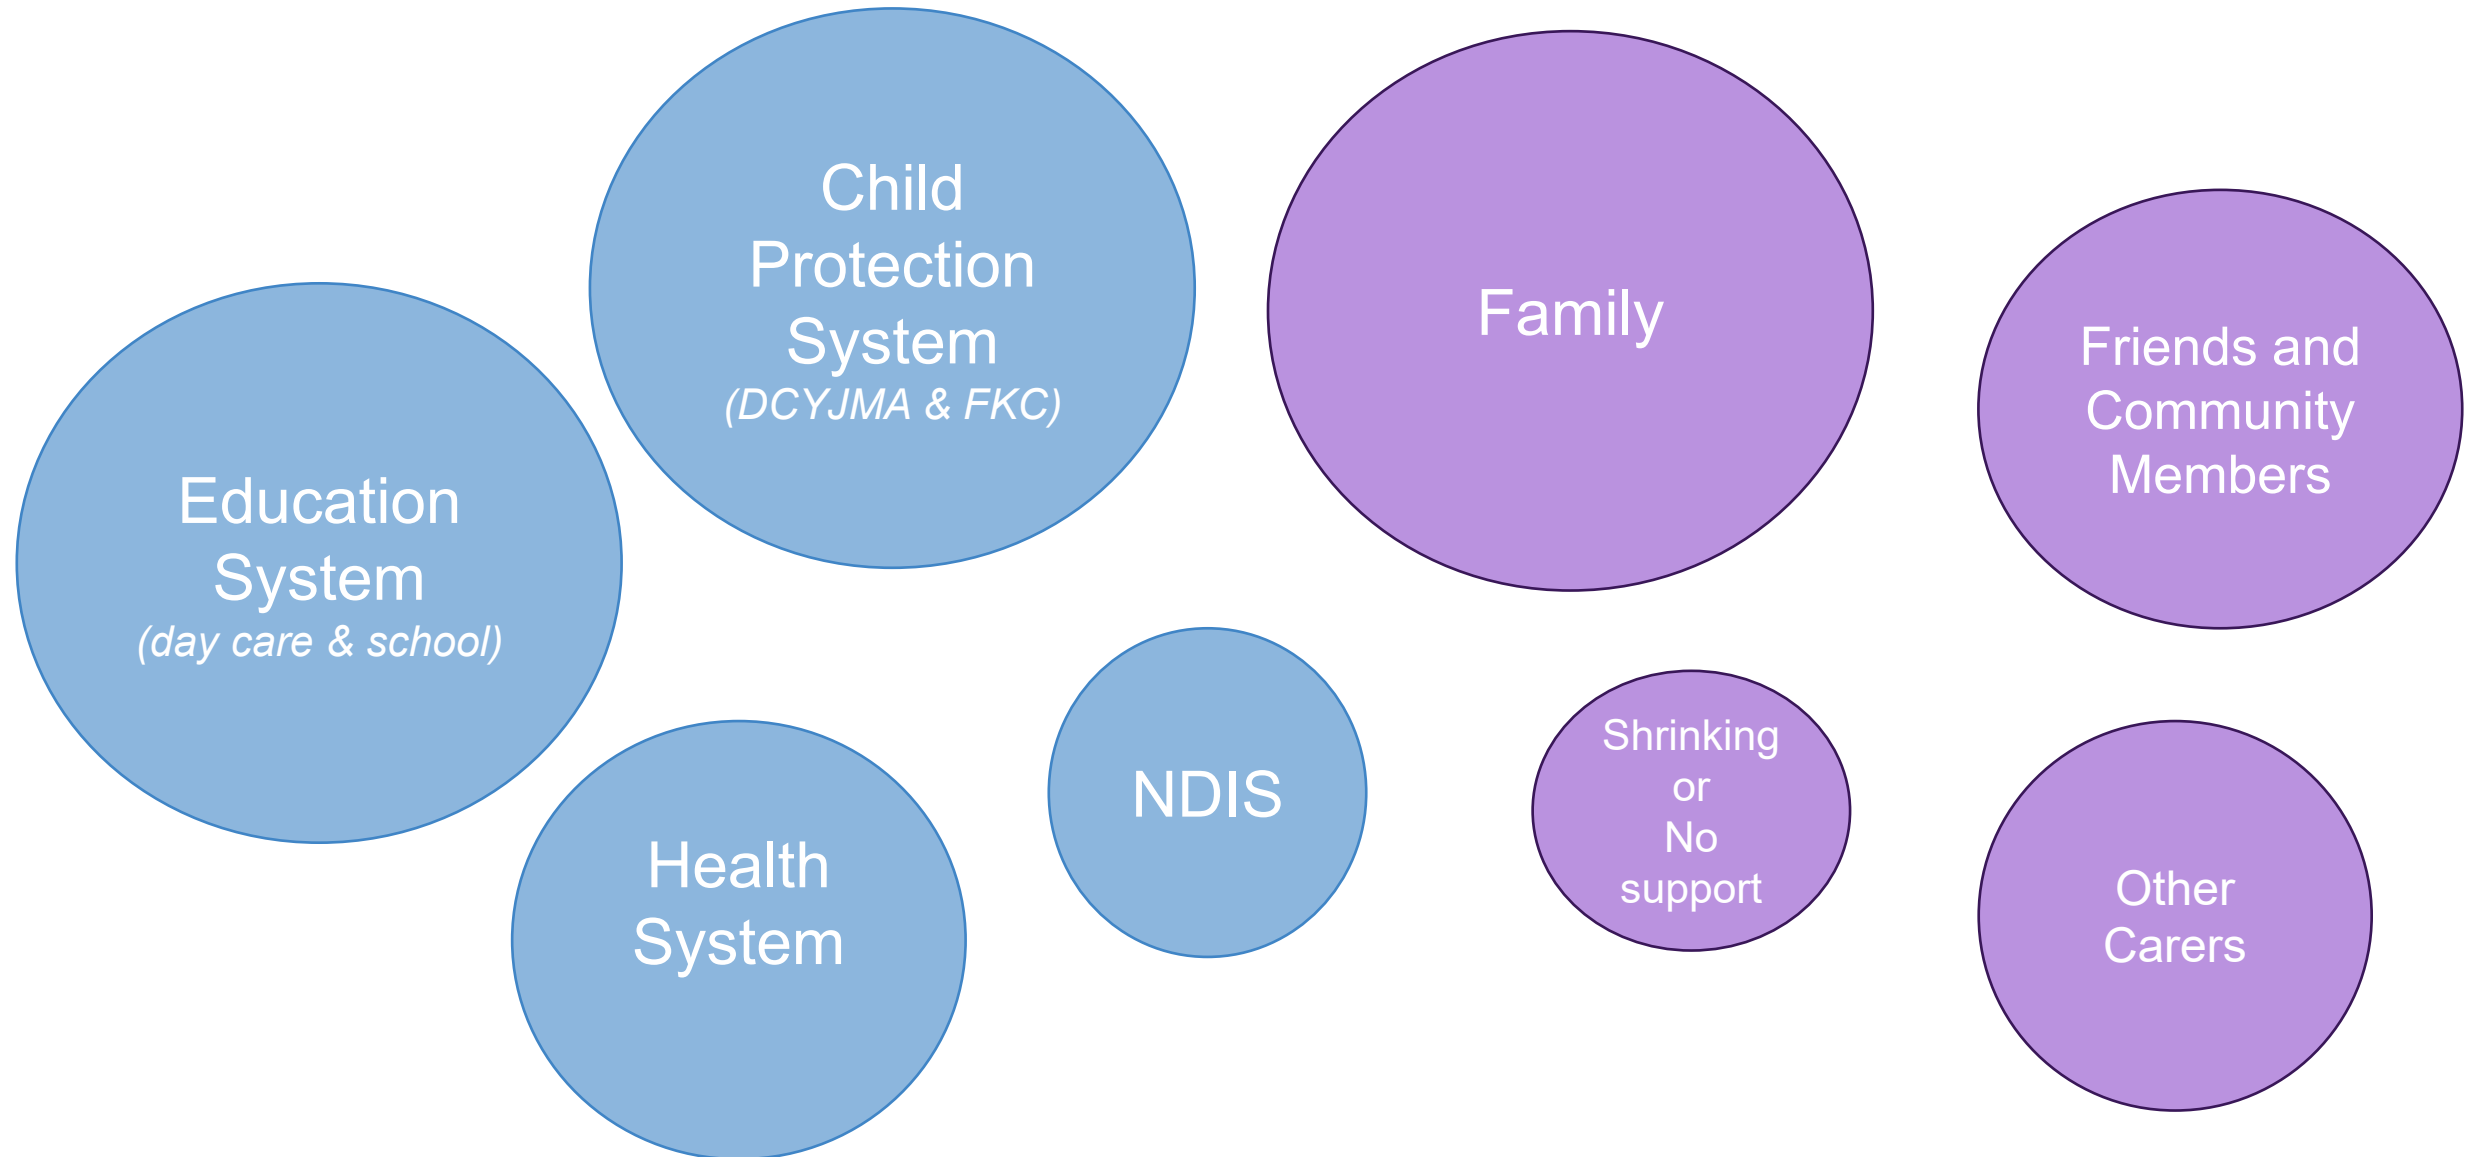 Child
Protection
System
(DCYJMA & FKC)
Family
Friends and
Community
Members
Education
System
(day care & school)
NDIS
Shrinking
or
No
support
Health
System
Other
Carers